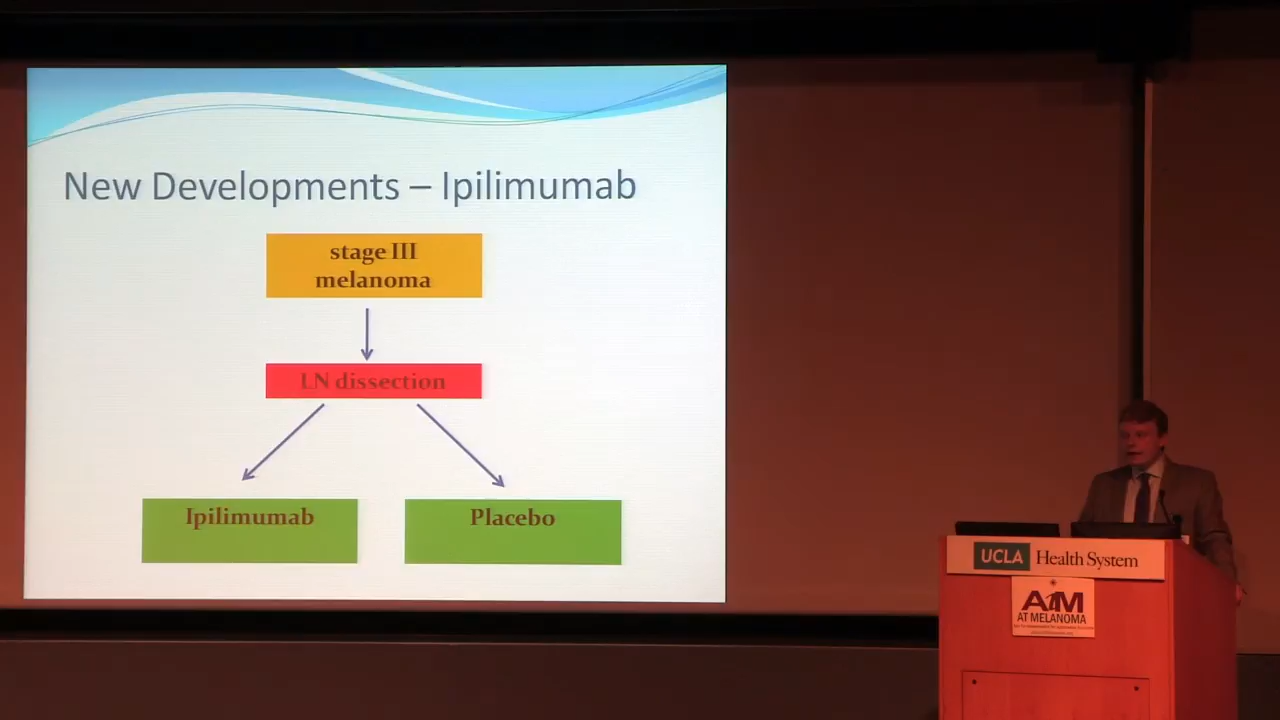 New Developments – Ipilimumab
stage III
melanoma
LN dissection
Ipilimumab
Placebo
UCLA Health System
AIM
AT MELANOMA